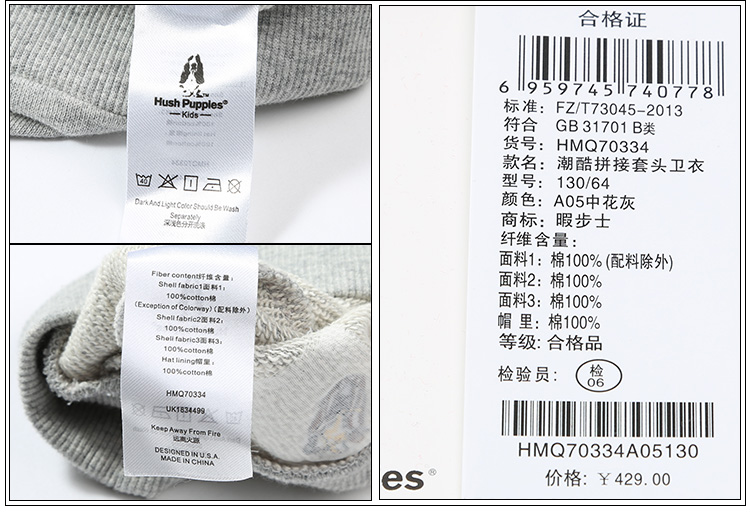 40
Hush Puppies®
Kids
HMQ70334
Dark And Light Color Should Be Wash
Separately
深浅色分开洗涤
Fiber content纤维含量:
Shell fabric1面料1:
100%cotton棉
(Exception of Colorway)(配料除外)
Shell fabric2面料2:
100%cotton棉
Shell fabric3面料3:
100%cotton棉
Hat lining帽里:
100%cotton棉
HMQ70334
UK1834499
Keep Away From Fire
远离火源
DESIGNED IN U.S.A.
MADE IN CHINA
合格证
6 959745 740778
标准: FZ/T73045-2013
符合 GB 31701 B类
货号: HMQ70334
款名: 潮酷拼接套头卫衣
型号: 130/64
颜色: A05中花灰
商标: 暇步士
纤维含量:
面料1: 棉100% (配料除外)
面料2: 棉100%
面料3: 棉100%
帽 里: 棉100%
等级: 合格品
检验员: 检
06
HMQ70334A05130
es®
价格: ¥ 429.00